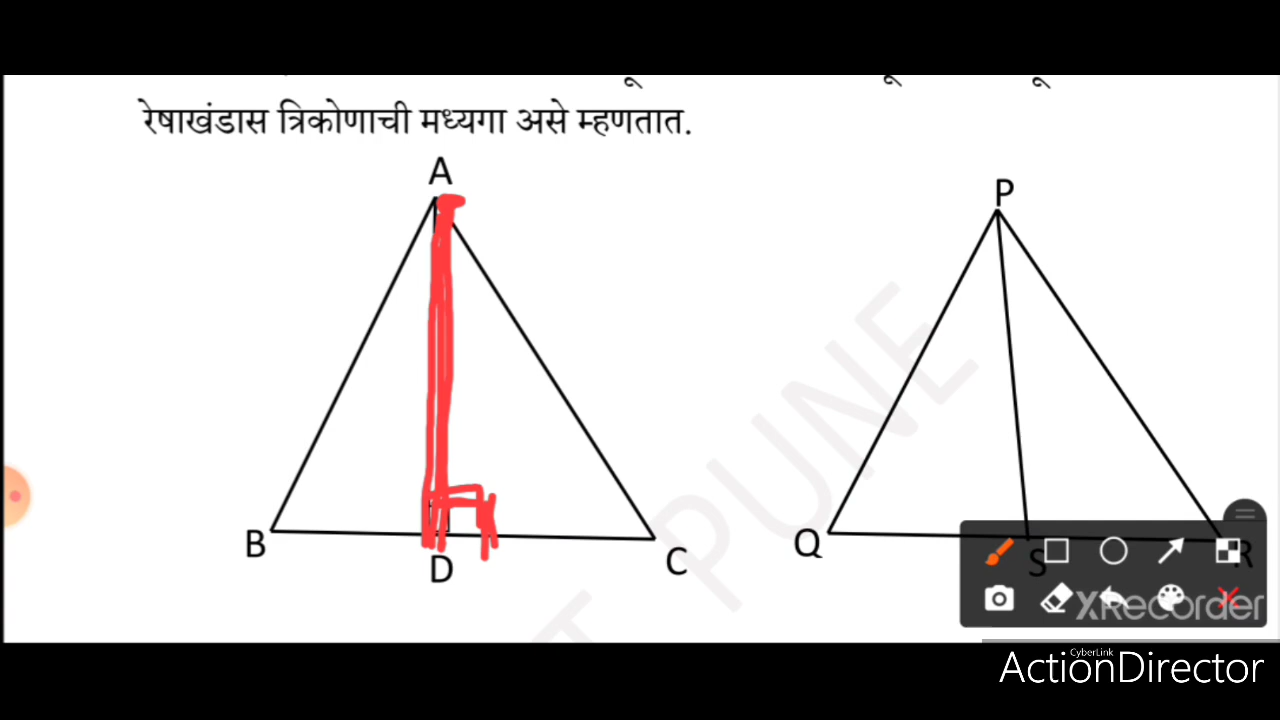 रेषाखंडास त्रिकोणाची मध्यगा असे म्हणतात.
A
P
B
D
C
Q
S
R
PUNE
XRecorder
CyberLink
ActionDirector